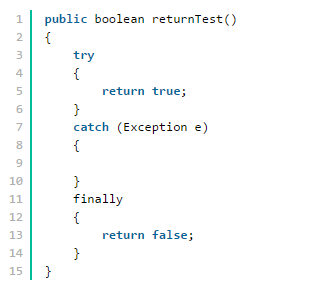 1 public boolean returnTest()
2 {
3     try
4     {
5         return true;
6     }
7     catch (Exception e)
8     {
9
10     }
11     finally
12     {
13         return false;
14     }
15 }